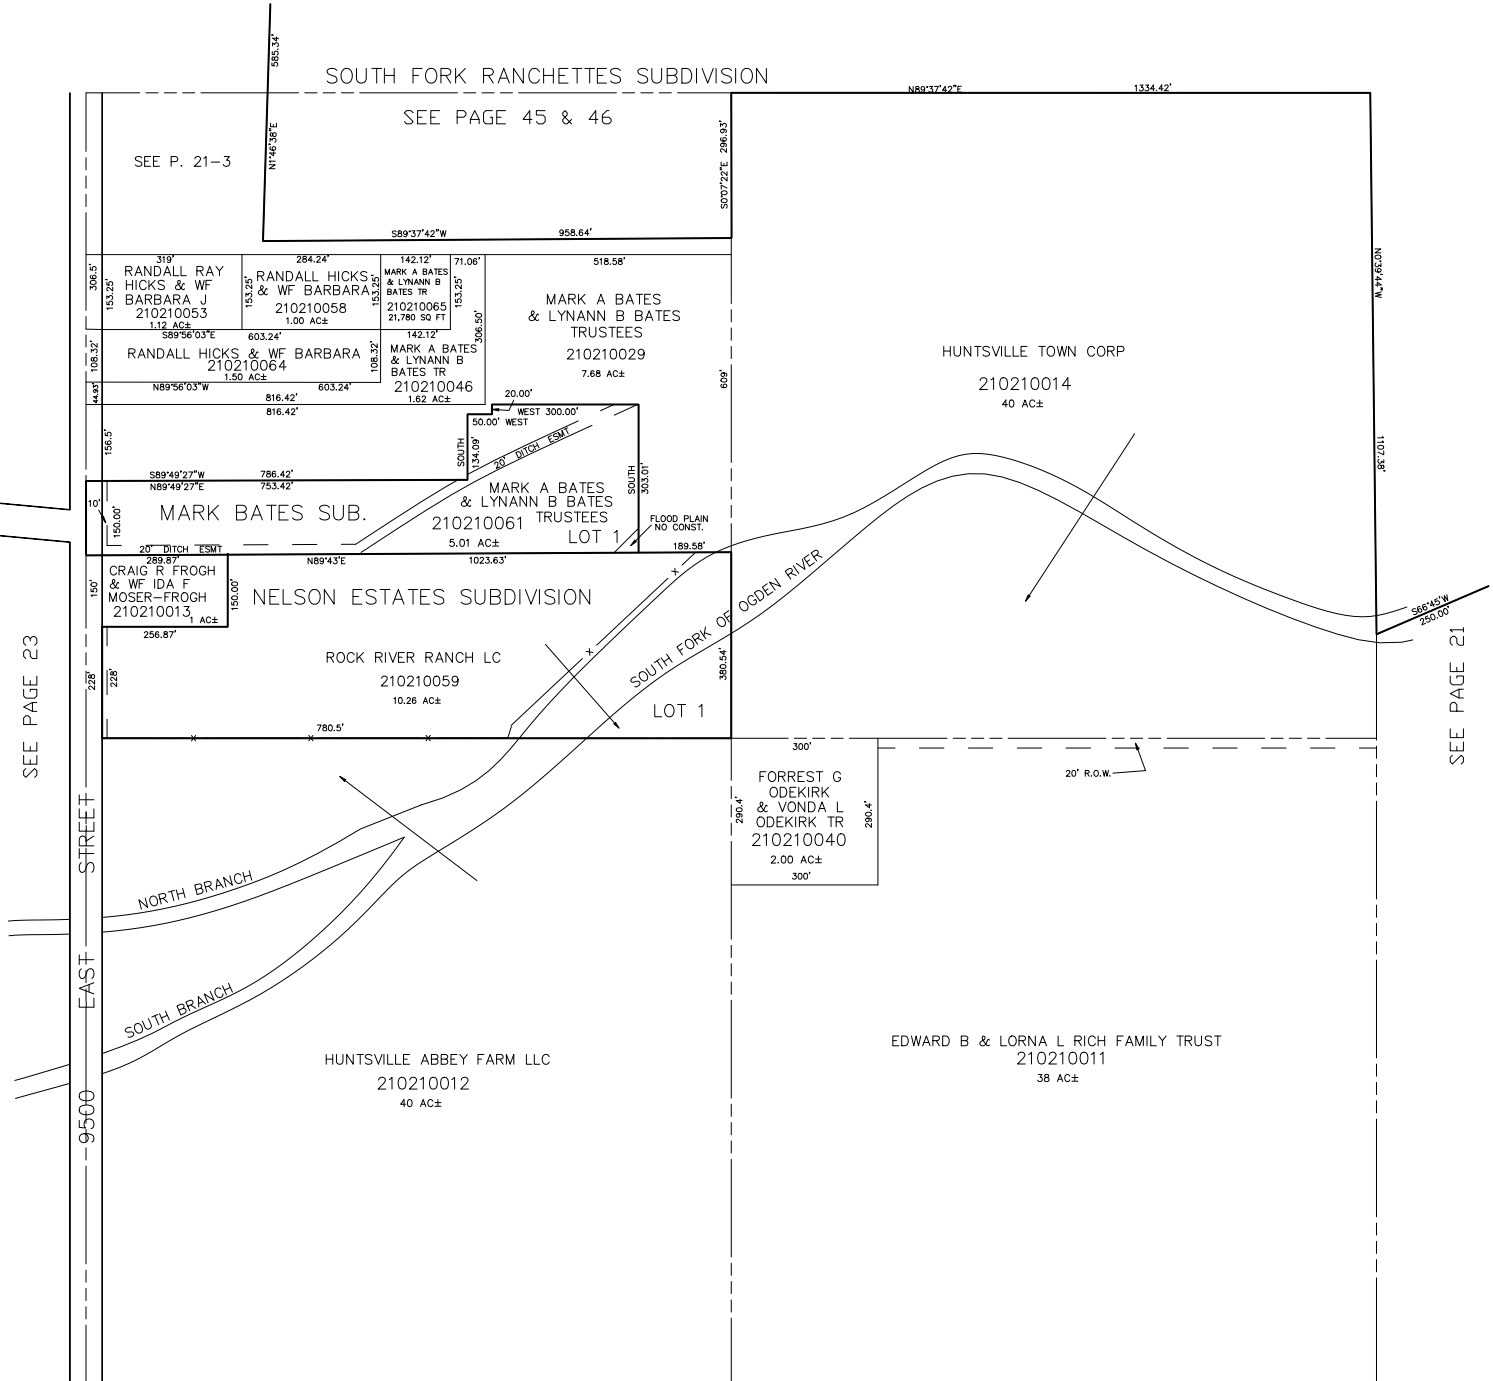 585.34'
SOUTH FORK RANCHETTES SUBDIVISION
N89°37'42"E
1334.42'
SEE PAGE 45 & 46
N1°46'38"E
296.93'
S0°07'22"E
SEE P. 21-3
S89°37'42"W
958.64'
N0°39'44"W
319'
284.24'
142.12'
71.06'
518.58'
306.5'
153.25'
RANDALL RAY
HICKS & WF
BARBARA J
210210053
1.12 AC±
153.25'
RANDALL HICKS
& WF BARBARA
210210058
1.00 AC±
153.25'
MARK A BATES
& LYNANN B
BATES TR
210210065
21,780 SQ FT
153.25'
306.50'
MARK A BATES
& LYNANN B BATES
TRUSTEES
210210029
7.68 AC±
609'
HUNTSVILLE TOWN CORP
210210014
40 AC±
1107.38'
S89°56'03"E
603.24'
142.12'
108.32'
RANDALL HICKS & WF BARBARA
210210064
1.50 AC±
108.32'
MARK A BATES
& LYNANN B
BATES TR
210210046
1.62 AC±
N89°56'03"W
603.24'
44.93'
816.42'
816.42'
20.00'
WEST 300.00'
50.00' WEST
156.5'
SOUTH
134.09'
20' DITCH ESMT
SOUTH
303.01'
S89°49'27"W
786.42'
N89°49'27"E
753.42'
10'
150.00'
MARK BATES SUB.
MARK A BATES
& LYNANN B BATES
TRUSTEES
210210061
5.01 AC±
LOT 1
FLOOD PLAIN
NO CONST.
20' DITCH ESMT
289.87'
N89°43'E
1023.63'
189.58'
CRAIG R FROGH
& WF IDA F
MOSER-FROGH
210210013
1 AC±
150'
150.00'
256.87'
NELSON ESTATES SUBDIVISION
x
x
SOUTH FORK OF OGDEN RIVER
S66°45'W
250.00'
SEE PAGE 23
228'
228'
ROCK RIVER RANCH LC
210210059
10.26 AC±
380.54'
LOT 1
SEE PAGE 21
780.5'
x
x
x
300'
20' R.O.W.
FORREST G
ODEKIRK
& VONDA L
ODEKIRK TR
210210040
2.00 AC±
290.4'
290.4'
300'
NORTH BRANCH
SOUTH BRANCH
9500 EAST STREET
HUNTSVILLE ABBEY FARM LLC
210210012
40 AC±
EDWARD B & LORNA L RICH FAMILY TRUST
210210011
38 AC±